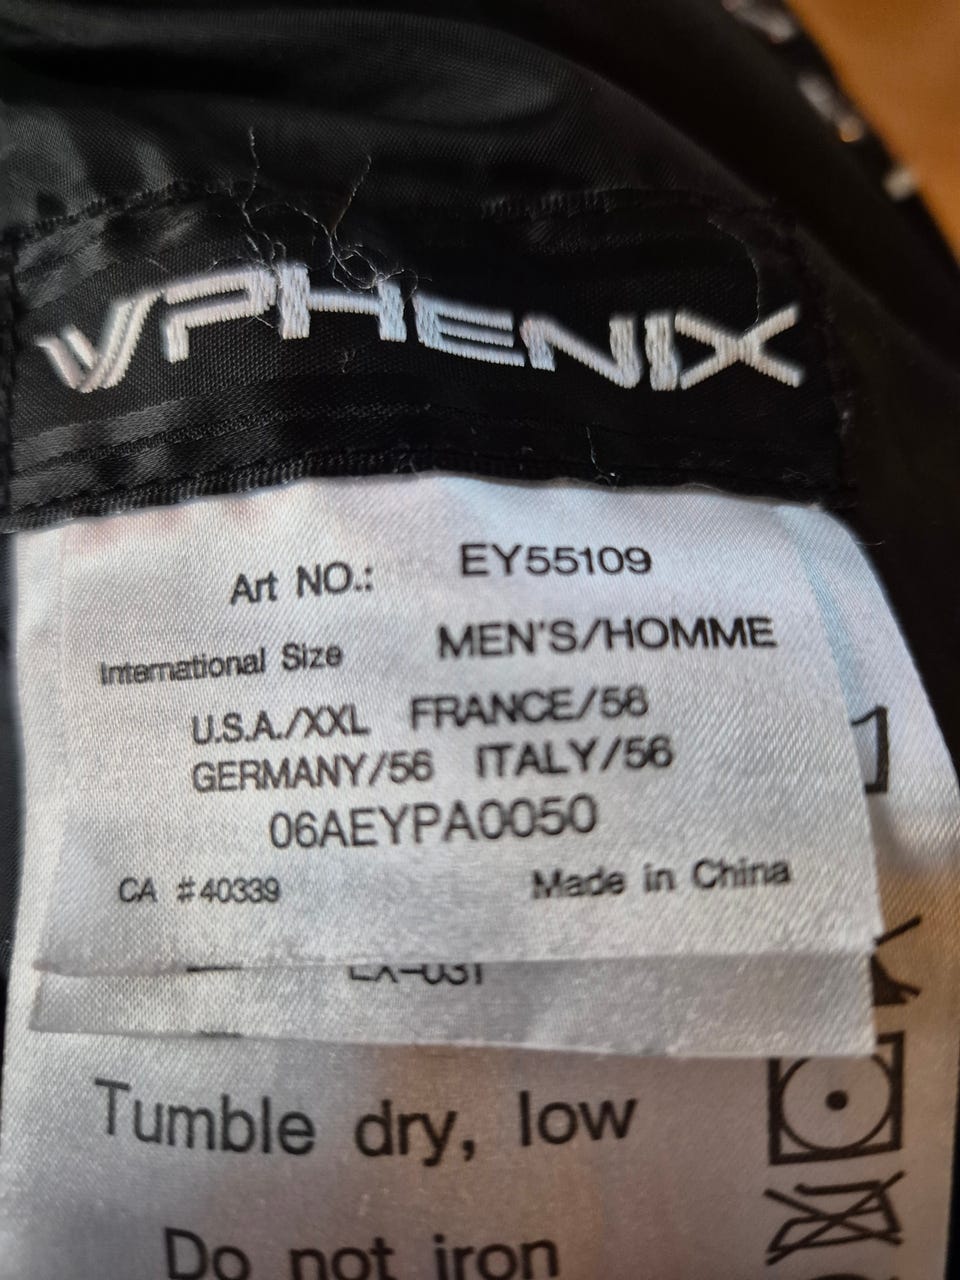 PHENIX
Art NO.: EY55109
International Size MEN'S/HOMME
U.S.A./XXL FRANCE/58
GERMANY/56 ITALY/56
06AEYPA0050
CA #40339 Made in China
Tumble dry, low
Do not iron